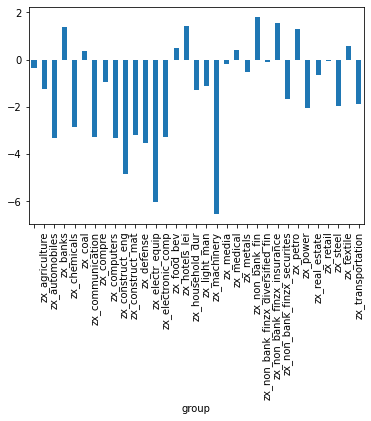 2
0
−2
−4
−6
zx_agriculture
zx_automobiles
zx_banks
zx_chemicals
zx_coal
zx_communication
zx_compre
zx_computers
zx_construct_eng
zx_construct_mat
zx_defense
zx_electr_equip
zx_electronic_comp
zx_food_bev
zx_hotels_lei
zx_household_dur
zx_light_man
zx_machinery
zx_media
zx_medical
zx_metals
zx_non_bank_fin
zx_non_bank_finzx_diversified_fin
zx_non_bank_finzx_insurance
zx_non_bank_finzx_securites
zx_petro
zx_power
zx_real_estate
zx_retail
zx_steel
zx_textile
zx_transportation
group